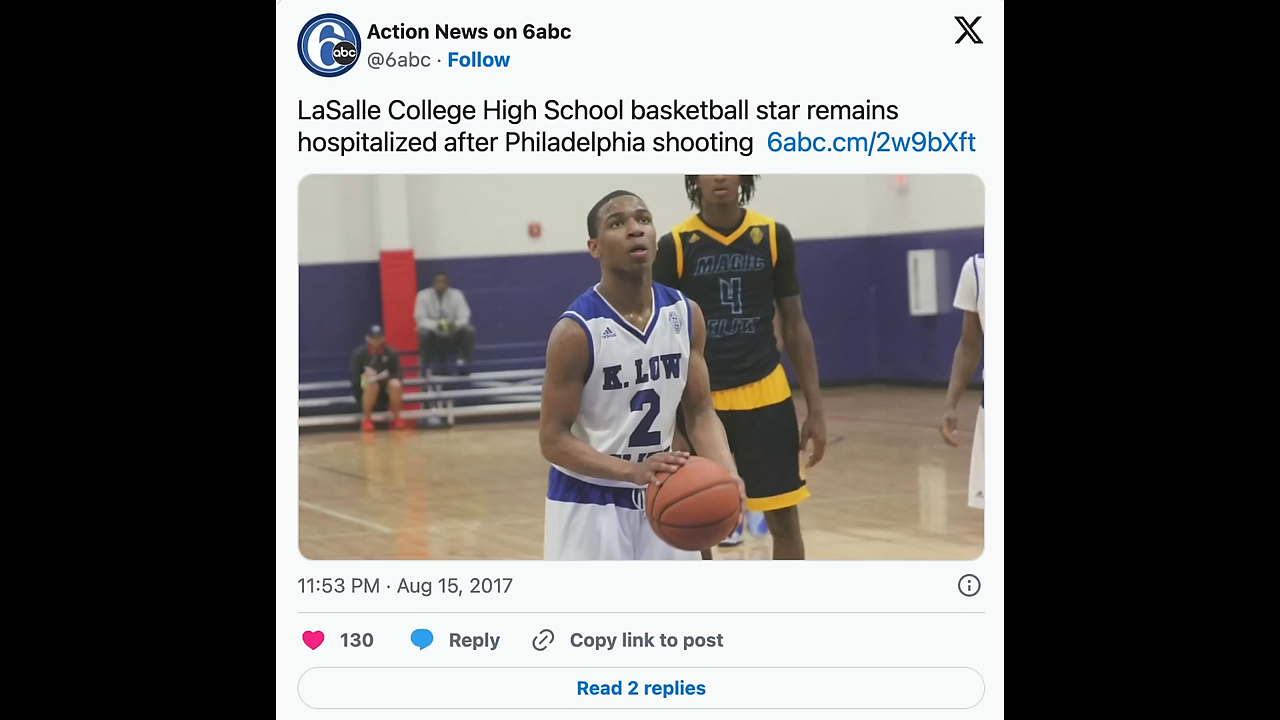 Action News on 6abc
@6abc · Follow
LaSalle College High School basketball star remains
hospitalized after Philadelphia shooting 6abc.cm/2w9bXft
MAGIC
4
ELITE
K. LOW
2
11:53 PM · Aug 15, 2017
130 Reply Copy link to post
Read 2 replies